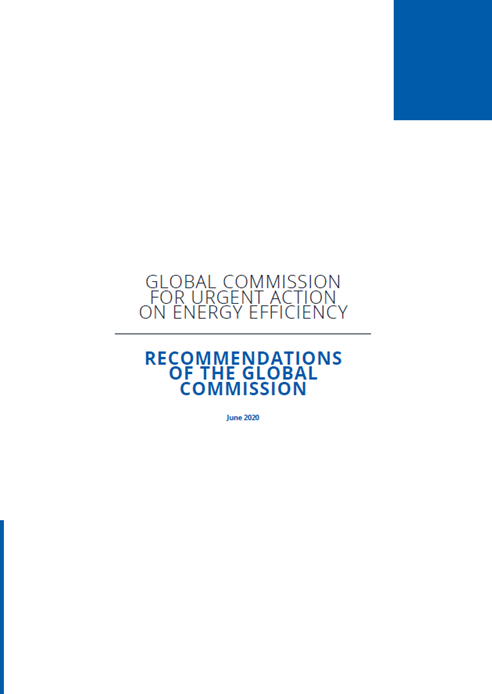 GLOBAL COMMISSION
FOR URGENT ACTION
ON ENERGY EFFICIENCY
RECOMMENDATIONS
OF THE GLOBAL
COMMISSION
June 2020